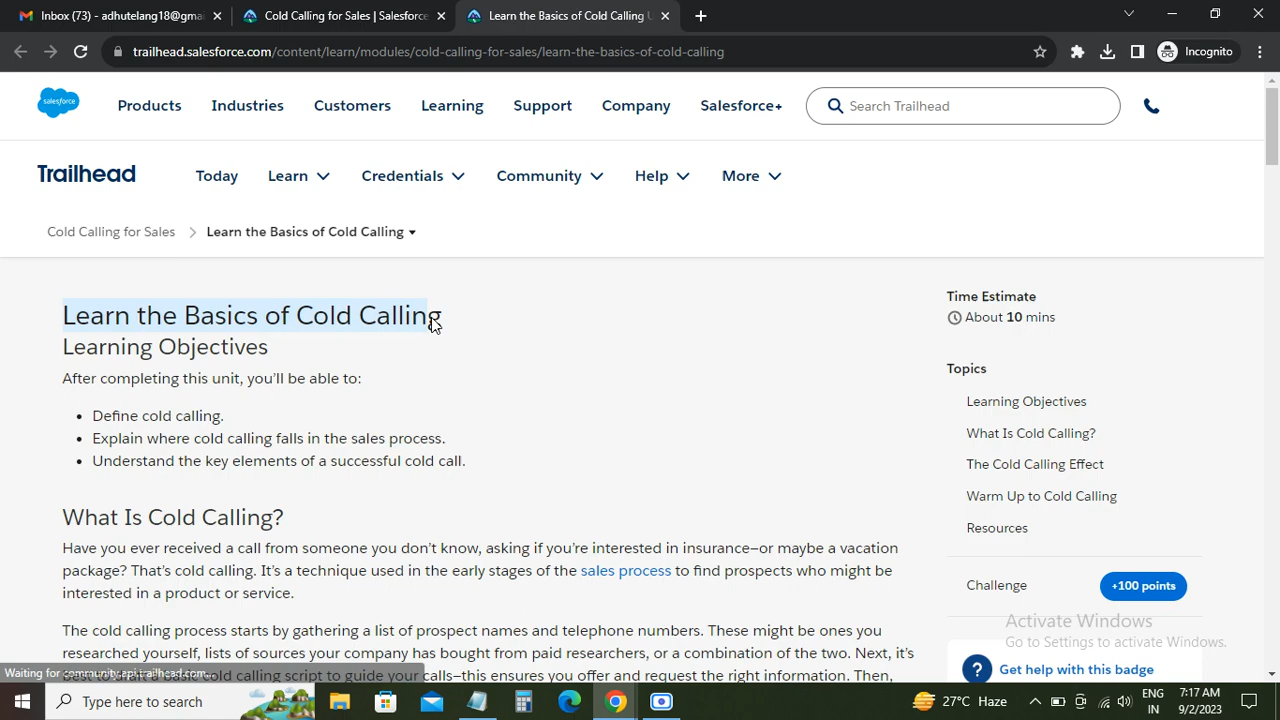 Inbox (73) - adhutelang18@gmai
Cold Calling for Sales | Salesforce
Learn the Basics of Cold Calling U
trailhead.salesforce.com/content/learn/modules/cold-calling-for-sales/learn-the-basics-of-cold-calling
Incognito
salesforce
Products Industries Customers Learning Support Company Salesforce+ Search Trailhead
Trailhead Today Learn Credentials Community Help More
Cold Calling for Sales > Learn the Basics of Cold Calling
Learn the Basics of Cold Calling
Learning Objectives
After completing this unit, you'll be able to:
• Define cold calling.
• Explain where cold calling falls in the sales process.
• Understand the key elements of a successful cold call.
What Is Cold Calling?
Have you ever received a call from someone you don't know, asking if you're interested in insurance—or maybe a vacation
package? That's cold calling. It's a technique used in the early stages of the sales process to find prospects who might be
interested in a product or service.
The cold calling process starts by gathering a list of prospect names and telephone numbers. These might be ones you
researched yourself, lists of sources your company has bought from paid researchers, or a combination of the two. Next, it's
calls—this ensures you offer and request the right information. Then,
Time Estimate
About 10 mins
Topics
Learning Objectives
What Is Cold Calling?
The Cold Calling Effect
Warm Up to Cold Calling
Resources
Challenge +100 points
Activate Windows
Go to Settings to activate Windows.
? Get help with this badge
Waiting for community.api.trailhead.com...
Type here to search
27°C Haze
ENG
IN
7:17 AM
9/2/2023